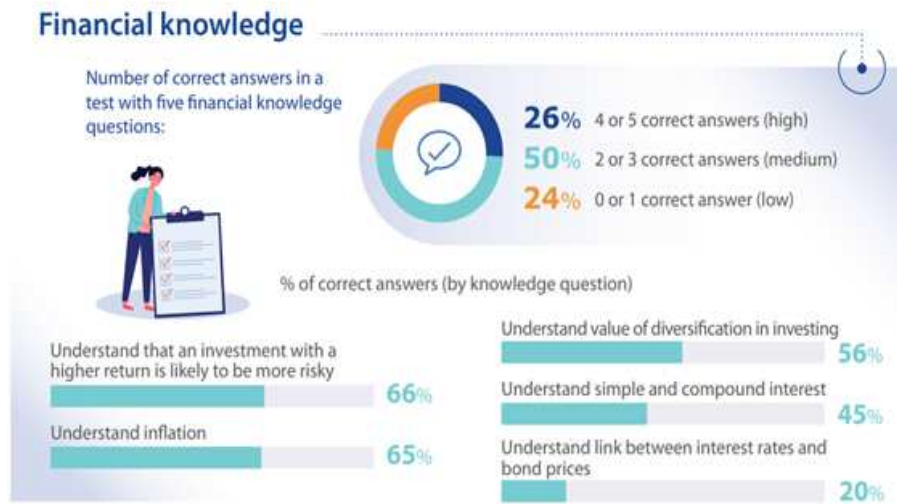 Financial knowledge
Number of correct answers in a
test with five financial knowledge
questions:
26% 4 or 5 correct answers (high)
50% 2 or 3 correct answers (medium)
24% 0 or 1 correct answer (low)
% of correct answers (by knowledge question)
Understand that an investment with a
higher return is likely to be more risky
66%
Understand inflation
65%
Understand value of diversification in investing
56%
Understand simple and compound interest
45%
Understand link between interest rates and
bond prices
20%